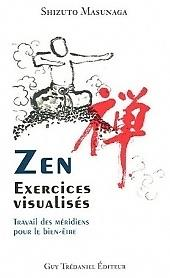 Shizuto Masunaga
禅
Zen
Exercices
visualisés
Travail des méridiens
pour le bien-être
Guy Trédaniel Éditeur